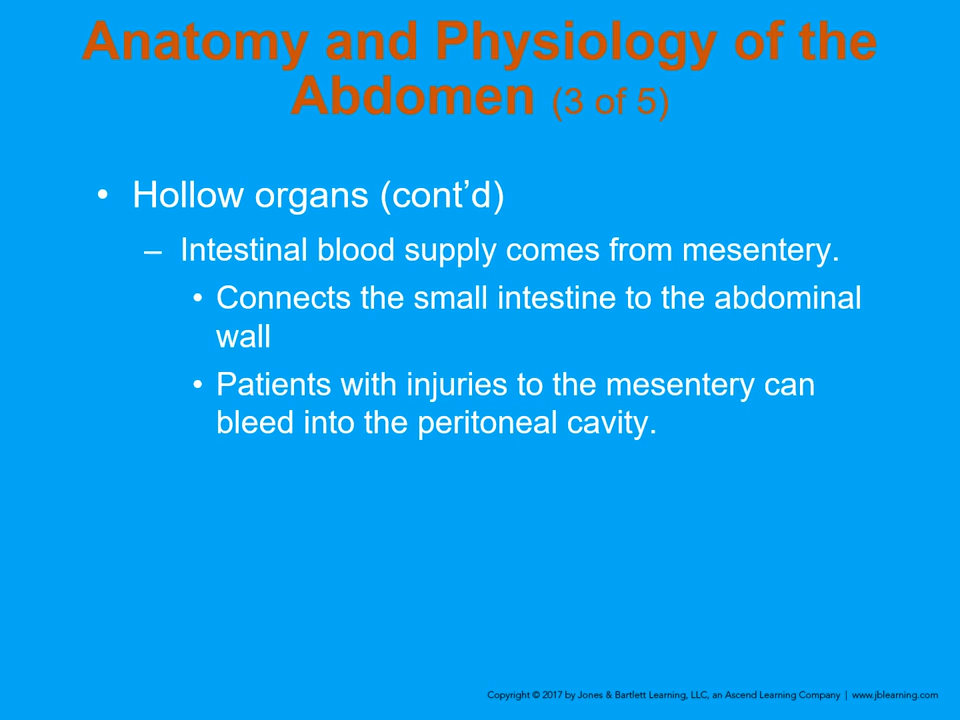 Anatomy and Physiology of the
Abdomen (3 of 5)
• Hollow organs (cont’d)
– Intestinal blood supply comes from mesentery.
• Connects the small intestine to the abdominal
wall
• Patients with injuries to the mesentery can
bleed into the peritoneal cavity.
Copyright © 2017 by Jones & Bartlett Learning, LLC, an Ascend Learning Company | www.jblearning.com